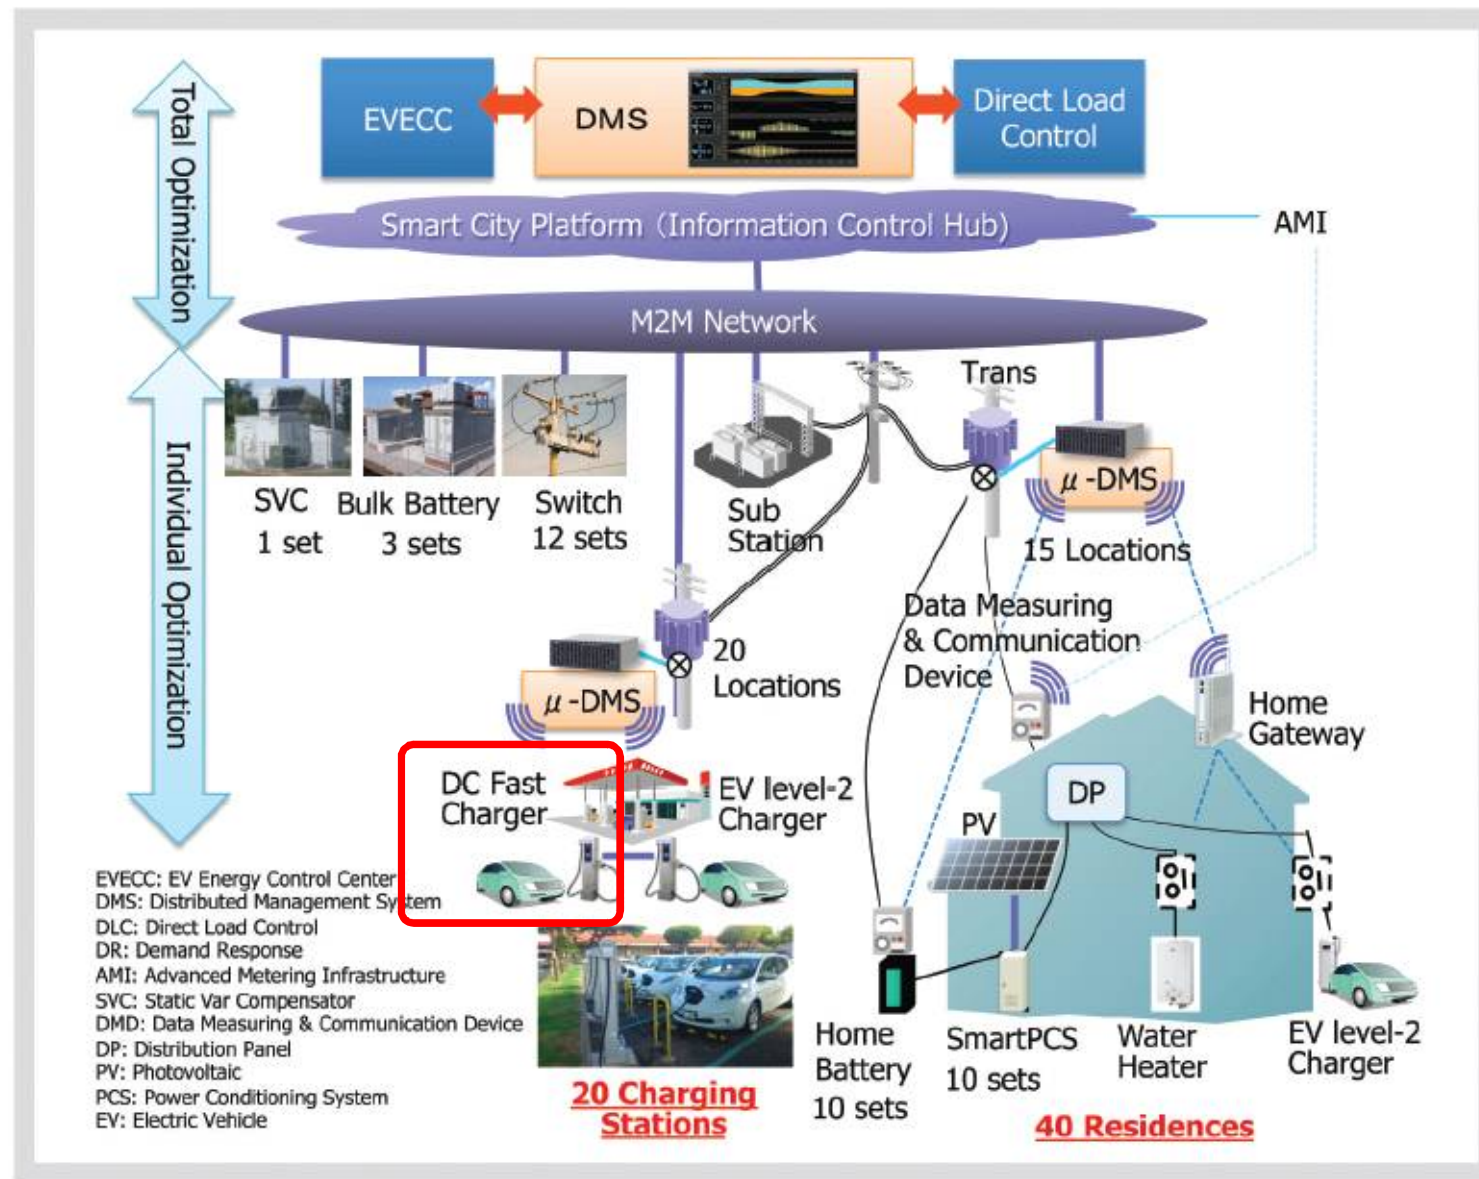 Total Optimization
EVECC
DMS
Direct Load
Control
Smart City Platform (Information Control Hub)
AMI
M2M Network
Individual Optimization
SVC
1 set
Bulk Battery
3 sets
Switch
12 sets
Sub
Station
Trans
μ-DMS
15 Locations
Data Measuring
& Communication
Device
20
Locations
μ-DMS
Home
Gateway
DC Fast
Charger
EV level-2
Charger
DP
PV
EVECC: EV Energy Control Center
DMS: Distributed Management System
DLC: Direct Load Control
DR: Demand Response
AMI: Advanced Metering Infrastructure
SVC: Static Var Compensator
DMD: Data Measuring & Communication Device
DP: Distribution Panel
PV: Photovoltaic
PCS: Power Conditioning System
EV: Electric Vehicle
20 Charging
Stations
Home
Battery
10 sets
SmartPCS
10 sets
Water
Heater
EV level-2
Charger
40 Residences